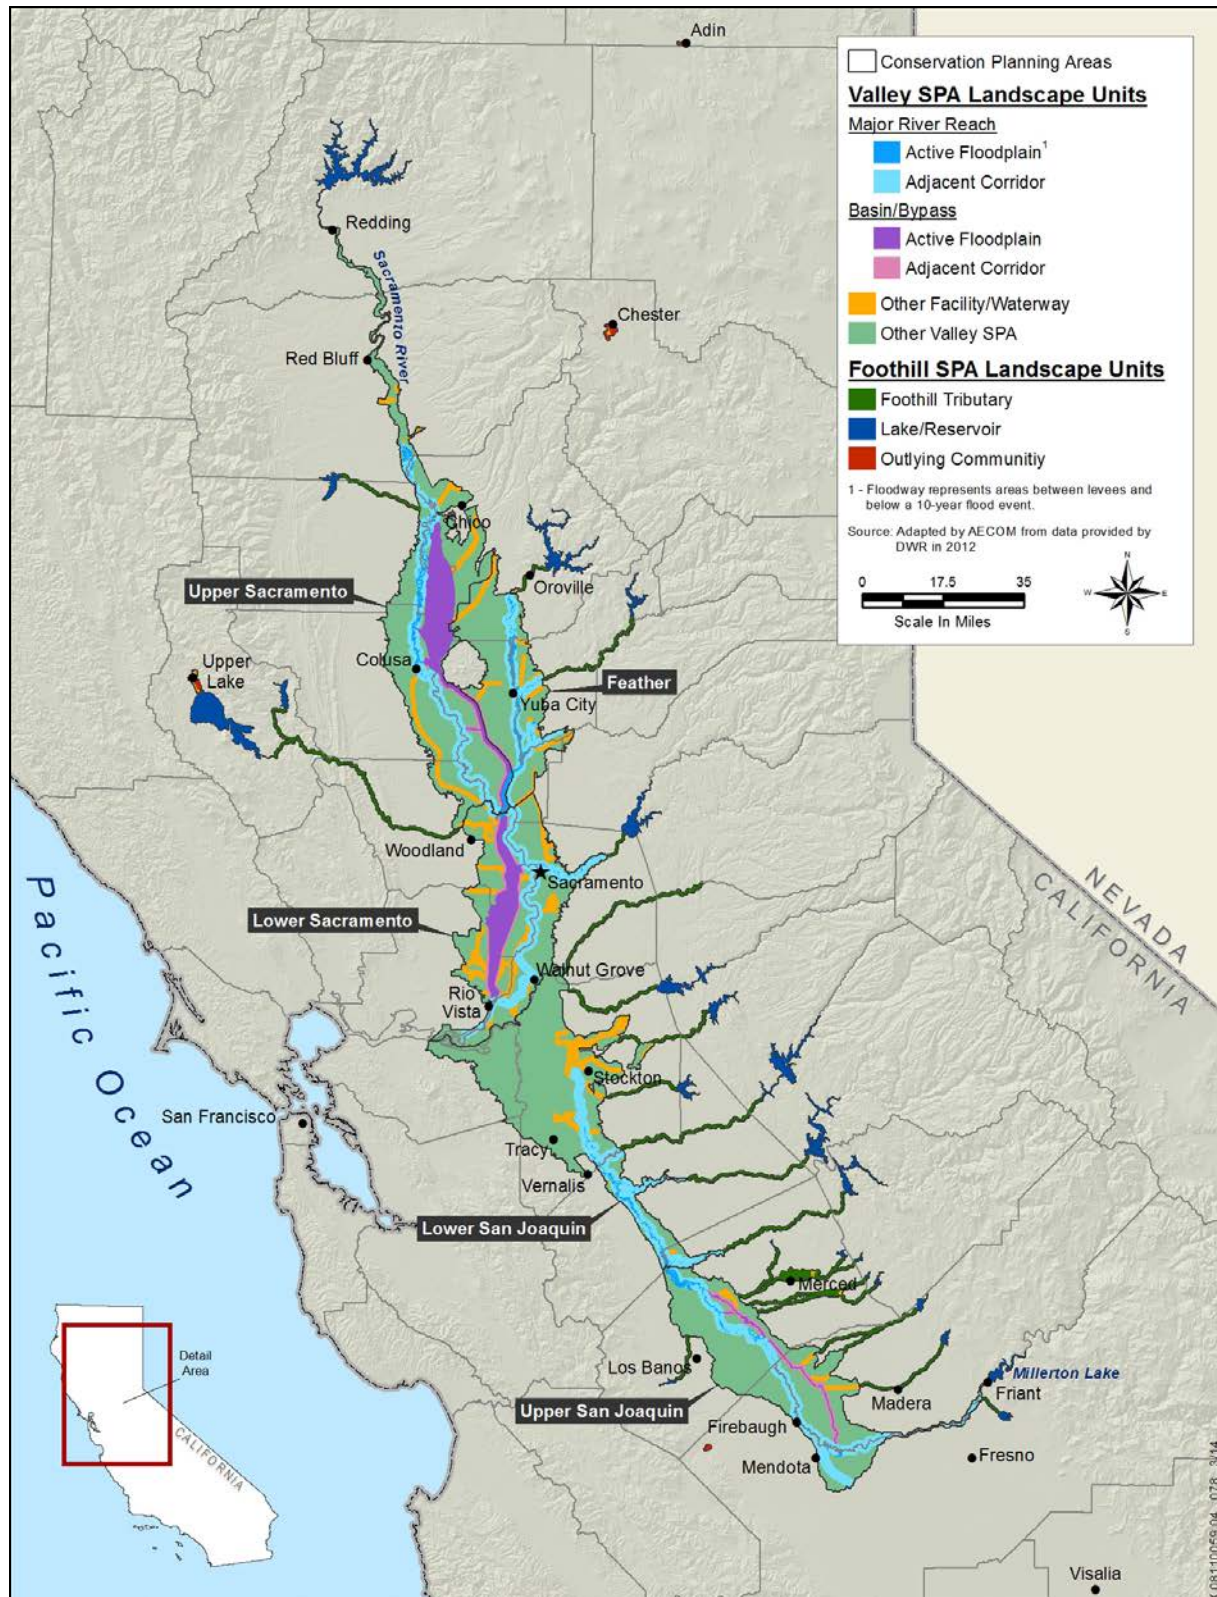 Adin
Conservation Planning Areas
Valley SPA Landscape Units
Major River Reach
Active Floodplain1
Adjacent Corridor
Basin/Bypass
Active Floodplain
Adjacent Corridor
Other Facility/Waterway
Other Valley SPA
Foothill SPA Landscape Units
Foothill Tributary
Lake/Reservoir
Outlying Communitiy
1 - Floodway represents areas between levees and
below a 10-year flood event.
Source: Adapted by AECOM from data provided by
DWR in 2012
N
W
E
S
0
17.5
35
Scale In Miles
Redding
Sacramento River
Chester
Red Bluff
Chico
Oroville
Upper Sacramento
Colusa
Upper
Lake
Feather
Yuba City
Woodland
Sacramento
Pacific Ocean
NEVADA
CALIFORNIA
Lower Sacramento
Walnut Grove
Rio
Vista
Stockton
San Francisco
Tracy
Vernalis
Lower San Joaquin
Merced
Los Banos
Millerton Lake
Friant
Madera
Upper San Joaquin
Firebaugh
Mendota
Fresno
Visalia
Detail
Area
CALIFORNIA
08110059.04 078 3/14